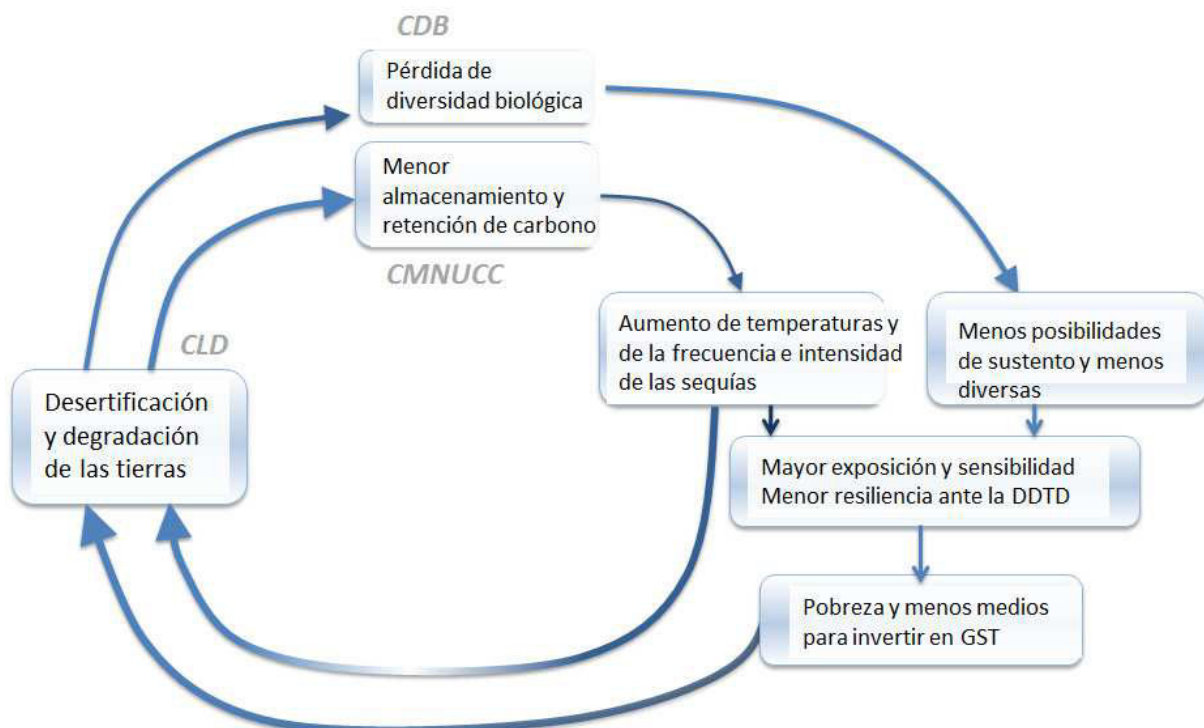 CDB
Pérdida de
diversidad biológica
Menor
almacenamiento y
retención de carbono
CMNUCC
CLD
Desertificación
y degradación
de las tierras
Aumento de temperaturas y
de la frecuencia e intensidad
de las sequías
Menos posibilidades
de sustento y menos
diversas
Mayor exposición y sensibilidad
Menor resiliencia ante la DDTD
Pobreza y menos medios
para invertir en GST